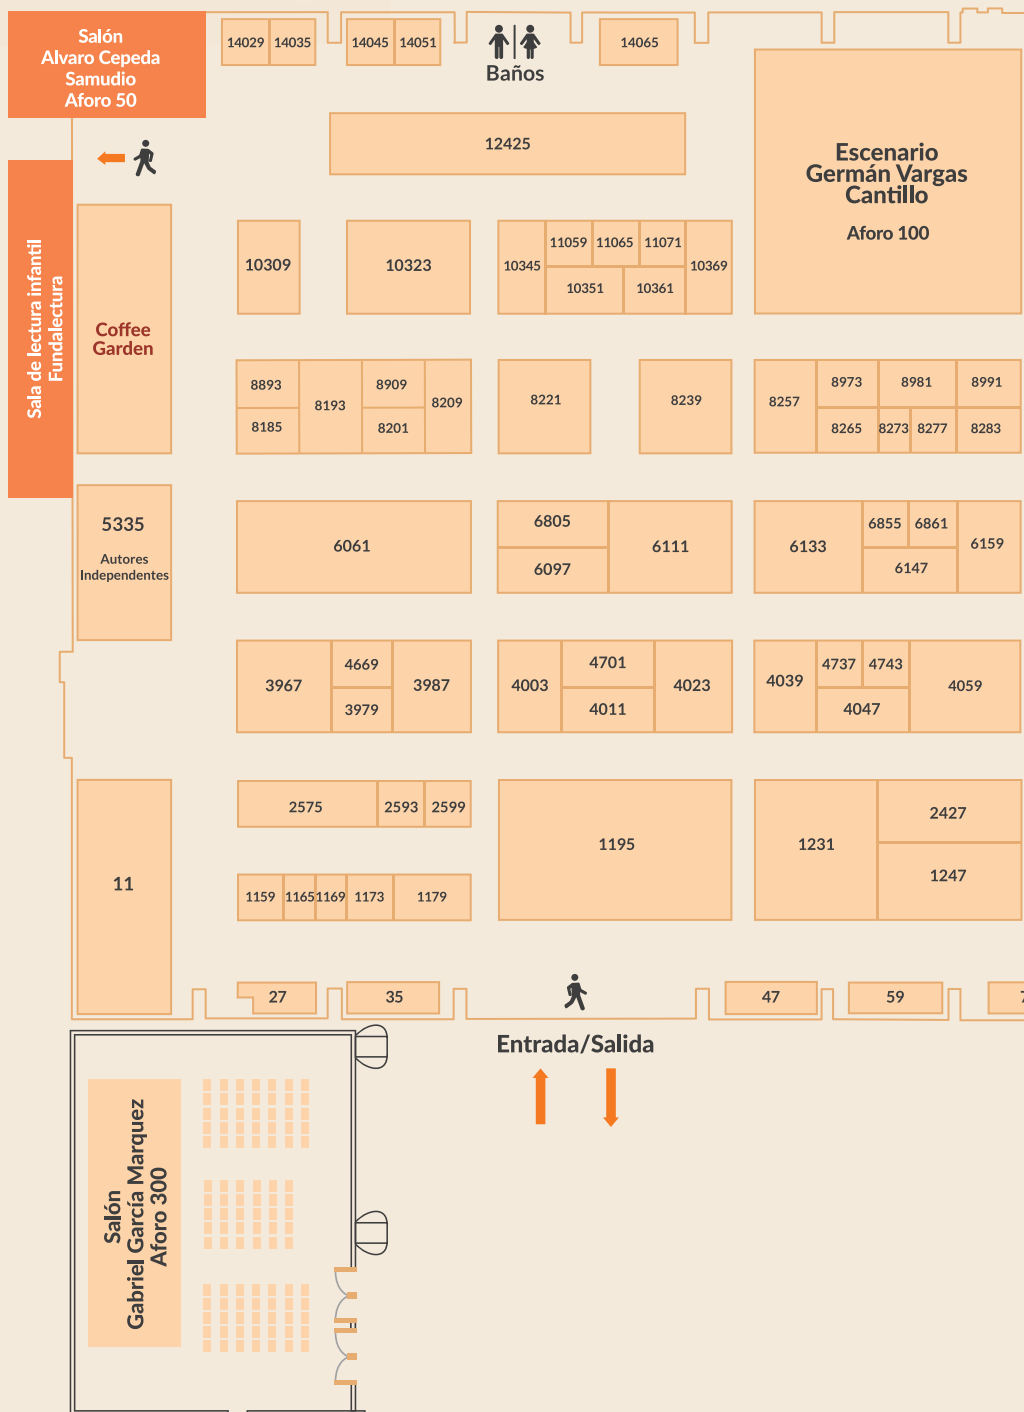 Salón
Alvaro Cepeda
Samudio
Aforo 50
14029 14035 14045 14051
Baños
14065
12425
Escenario
Germán Vargas
Cantillo
Aforo 100
Sala de lectura infantil
Fundalectura
Coffee
Garden
10309 10323 10345 11059 11065 11071 10369
10351 10361
8893 8193 8909 8209 8221 8239 8257 8973 8981 8991
8185 8201 8265 8273 8277 8283
5335
Autores
Independentes
6061 6805 6111 6133 6855 6861 6159
6097 6147
3967 4669 3987 4003 4701 4023 4039 4737 4743 4059
3979 4011 4047
11
2575 2593 2599 1195 1231 2427
1247
1159 1165 1169 1173 1179
27 35 47 59
Entrada/Salida
Salón
Gabriel García Marquez
Aforo 300